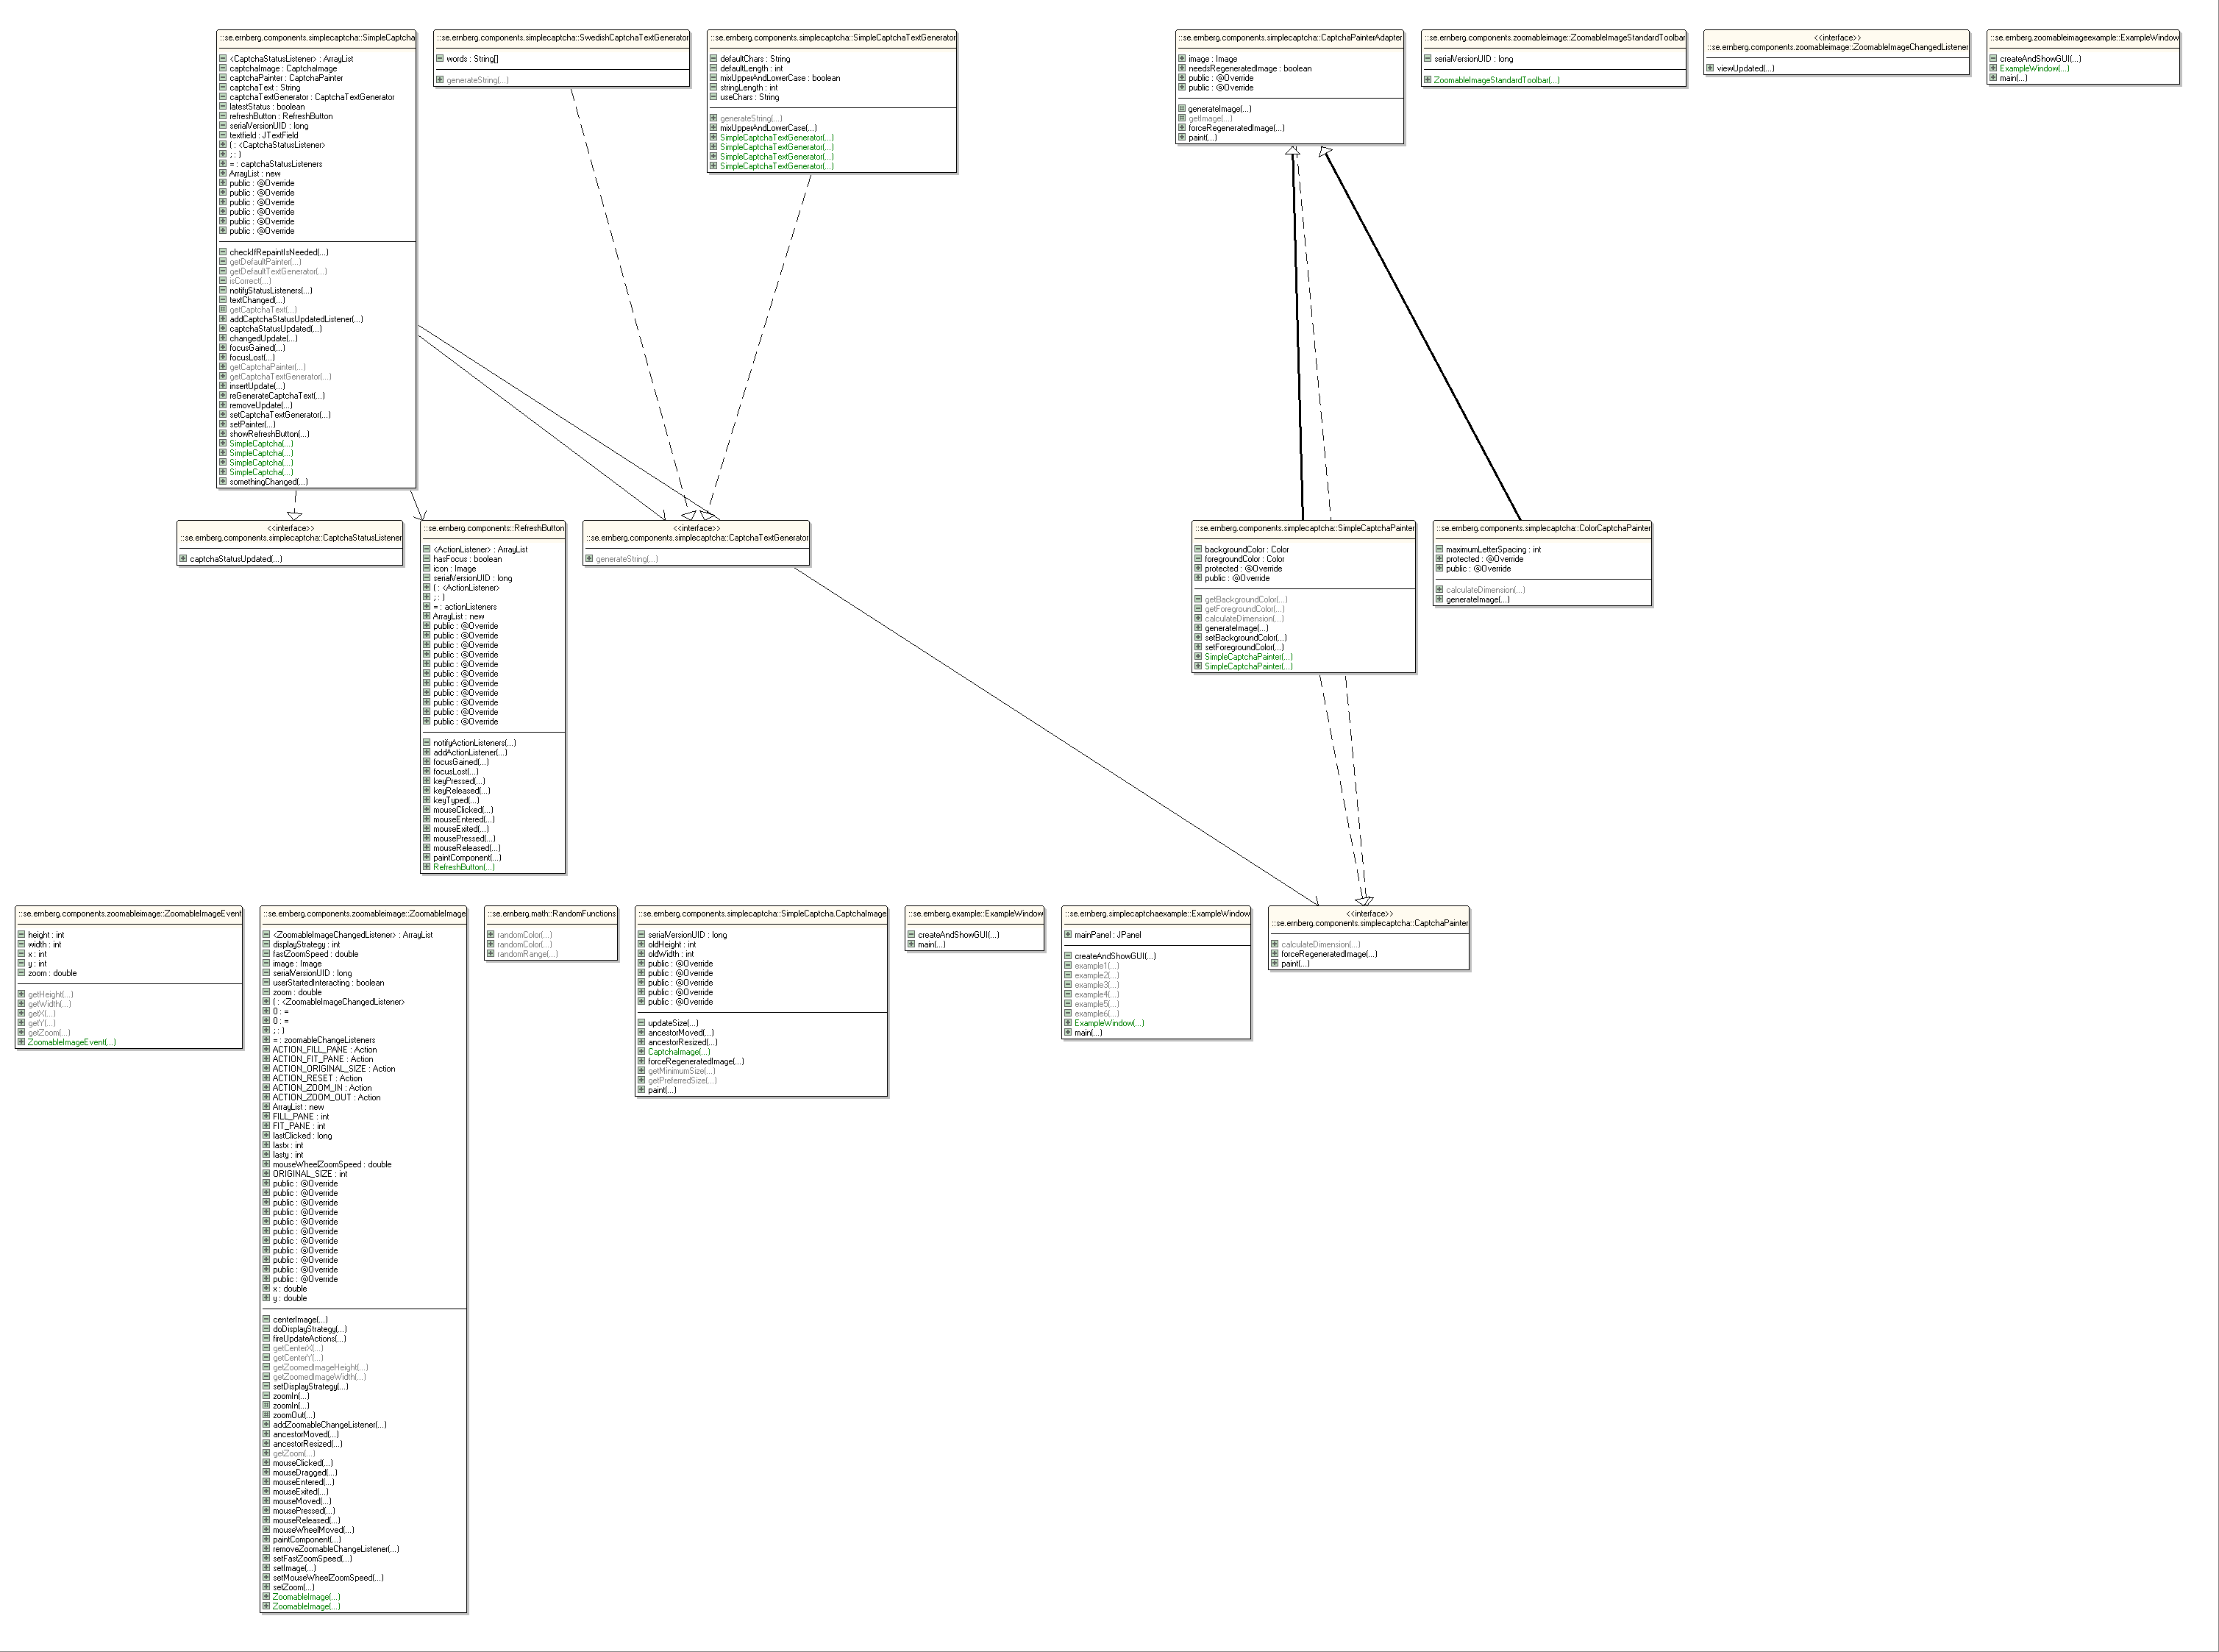 ::se.ernberg.components.simplecaptcha::SimpleCaptcha
<CaptchaStatusListener> : ArrayList
captchaImage : CaptchaImage
captchaPainter : CaptchaPainter
captchaText : String
captchaTextGenerator : CaptchaTextGenerator
latestStatus : boolean
refreshButton : RefreshButton
serialVersionUID : long
textfield : JTextField
( : <CaptchaStatusListener>
; : )
= : captchaStatusListeners
ArrayList : new
public : @Override
public : @Override
public : @Override
public : @Override
public : @Override
public : @Override
checkIfRepaintIsNeeded(...)
getDefaultPainter(...)
getDefaultTextGenerator(...)
isCorrect(...)
notifyStatusListeners(...)
textChanged(...)
getCaptchaText(...)
addCaptchaStatusUpdatedListener(...)
captchaStatusUpdated(...)
changedUpdate(...)
focusGained(...)
focusLost(...)
getCaptchaPainter(...)
getCaptchaTextGenerator(...)
insertUpdate(...)
reGenerateCaptchaText(...)
removeUpdate(...)
setCaptchaTextGenerator(...)
setPainter(...)
showRefreshButton(...)
SimpleCaptcha(...)
SimpleCaptcha(...)
SimpleCaptcha(...)
SimpleCaptcha(...)
somethingChanged(...)
::se.ernberg.components.simplecaptcha::SwedishCaptchaTextGenerator
words : String[]
generateString(...)
::se.ernberg.components.simplecaptcha::SimpleCaptchaTextGenerator
defaultChars : String
defaultLength : int
mixUpperAndLowerCase : boolean
stringLength : int
useChars : String
generateString(...)
mixUpperAndLowerCase(...)
SimpleCaptchaTextGenerator(...)
SimpleCaptchaTextGenerator(...)
SimpleCaptchaTextGenerator(...)
SimpleCaptchaTextGenerator(...)
::se.ernberg.components.simplecaptcha::CaptchaPainterAdapter
image : Image
needsRegeneratedImage : boolean
public : @Override
public : @Override
generateImage(...)
getImage(...)
forceRegeneratedImage(...)
paint(...)
::se.ernberg.components.zoomableimage::ZoomableImageStandardToolbar
serialVersionUID : long
ZoomableImageStandardToolbar(...)
<<interface>>
::se.ernberg.components.zoomableimage::ZoomableImageChangedListener
viewUpdated(...)
::se.ernberg.zoomableimageexample::ExampleWindow
createAndShowGUI(...)
ExampleWindow(...)
main(...)
<<interface>>
::se.ernberg.components.simplecaptcha::CaptchaStatusListener
captchaStatusUpdated(...)
::se.ernberg.components::RefreshButton
<ActionListener> : ArrayList
hasFocus : boolean
icon : Image
serialVersionUID : long
( : <ActionListener>
; : )
= : actionListeners
ArrayList : new
public : @Override
public : @Override
public : @Override
public : @Override
public : @Override
public : @Override
public : @Override
public : @Override
public : @Override
public : @Override
public : @Override
notifyActionListeners(...)
addActionListener(...)
focusGained(...)
focusLost(...)
keyPressed(...)
keyReleased(...)
keyTyped(...)
mouseClicked(...)
mouseEntered(...)
mouseExited(...)
mousePressed(...)
mouseReleased(...)
paintComponent(...)
RefreshButton(...)
<<interface>>
::se.ernberg.components.simplecaptcha::CaptchaTextGenerator
generateString(...)
::se.ernberg.components.simplecaptcha::SimpleCaptchaPainter
backgroundColor : Color
foregroundColor : Color
protected : @Override
public : @Override
getBackgroundColor(...)
getForegroundColor(...)
calculateDimension(...)
generateImage(...)
setBackgroundColor(...)
setForegroundColor(...)
SimpleCaptchaPainter(...)
SimpleCaptchaPainter(...)
::se.ernberg.components.simplecaptcha::ColorCaptchaPainter
maximumLetterSpacing : int
protected : @Override
public : @Override
calculateDimension(...)
generateImage(...)
::se.ernberg.components.zoomableimage::ZoomableImageEvent
height : int
width : int
x : int
y : int
zoom : double
getHeight(...)
getWidth(...)
getX(...)
getY(...)
getZoom(...)
ZoomableImageEvent(...)
::se.ernberg.components.zoomableimage::ZoomableImage
<ZoomableImageChangedListener> : ArrayList
displayStrategy : int
fastZoomSpeed : double
image : Image
serialVersionUID : long
userStartedInteracting : boolean
zoom : double
( : <ZoomableImageChangedListener>
0 : =
0 : =
; : )
= : zoomableChangeListeners
ACTION_FILL_PANE : Action
ACTION_FIT_PANE : Action
ACTION_ORIGINAL_SIZE : Action
ACTION_RESET : Action
ACTION_ZOOM_IN : Action
ACTION_ZOOM_OUT : Action
ArrayList : new
FILL_PANE : int
FIT_PANE : int
lastClicked : long
lastx : int
lasty : int
mouseWheelZoomSpeed : double
ORIGINAL_SIZE : int
public : @Override
public : @Override
public : @Override
public : @Override
public : @Override
public : @Override
public : @Override
public : @Override
public : @Override
public : @Override
public : @Override
x : double
y : double
centerImage(...)
doDisplayStrategy(...)
fireUpdateActions(...)
getCenterX(...)
getCenterY(...)
getZoomedImageHeight(...)
getZoomedImageWidth(...)
setDisplayStrategy(...)
zoomIn(...)
zoomIn(...)
zoomOut(...)
addZoomableChangeListener(...)
ancestorMoved(...)
ancestorResized(...)
getZoom(...)
mouseClicked(...)
mouseDragged(...)
mouseEntered(...)
mouseExited(...)
mouseMoved(...)
mousePressed(...)
mouseReleased(...)
mouseWheelMoved(...)
paintComponent(...)
removeZoomableChangeListener(...)
setFastZoomSpeed(...)
setImage(...)
setMouseWheelZoomSpeed(...)
setZoom(...)
ZoomableImage(...)
ZoomableImage(...)
::se.ernberg.math::RandomFunctions
randomColor(...)
randomColor(...)
randomRange(...)
::se.ernberg.components.simplecaptcha::SimpleCaptcha.CaptchaImage
serialVersionUID : long
oldHeight : int
oldWidth : int
public : @Override
public : @Override
public : @Override
public : @Override
public : @Override
updateSize(...)
ancestorMoved(...)
ancestorResized(...)
CaptchaImage(...)
forceRegeneratedImage(...)
getMinimumSize(...)
getPreferredSize(...)
paint(...)
::se.ernberg.example::ExampleWindow
createAndShowGUI(...)
main(...)
::se.ernberg.simplecaptchaexample::ExampleWindow
mainPanel : JPanel
createAndShowGUI(...)
example1(...)
example2(...)
example3(...)
example4(...)
example5(...)
example6(...)
ExampleWindow(...)
main(...)
<<interface>>
::se.ernberg.components.simplecaptcha::CaptchaPainter
calculateDimension(...)
forceRegeneratedImage(...)
paint(...)